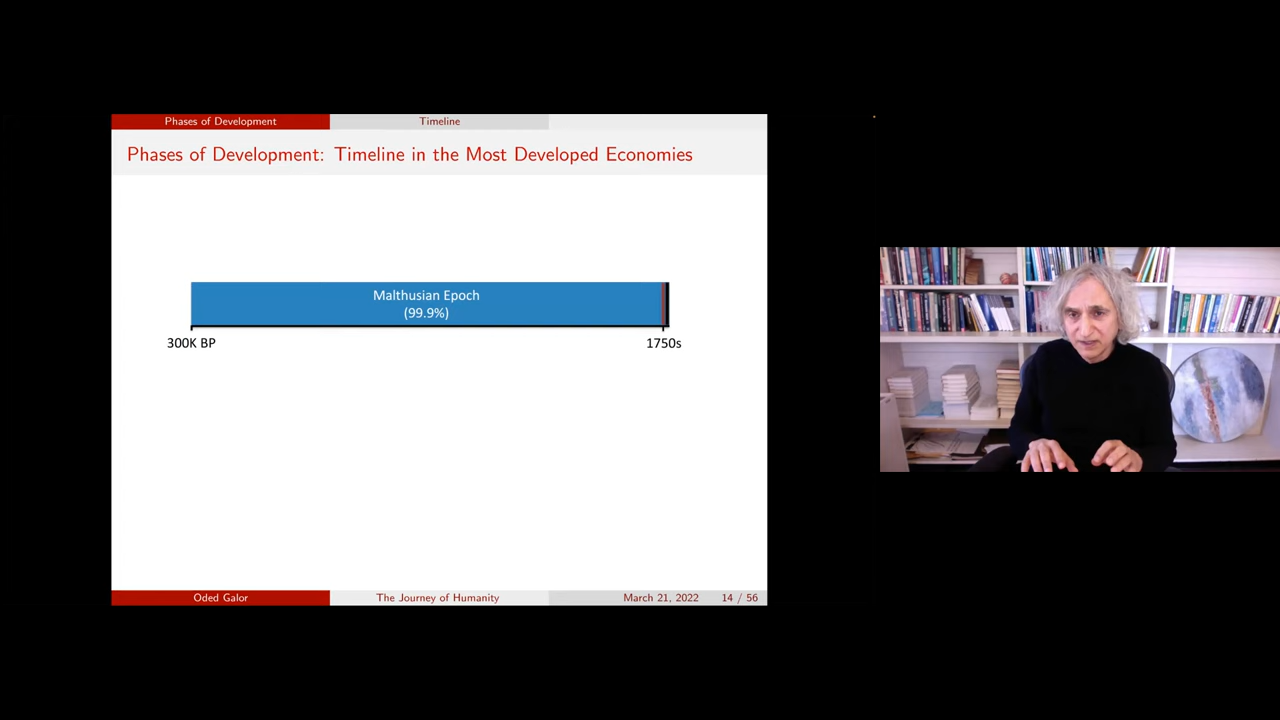 Phases of Development
Timeline
Phases of Development: Timeline in the Most Developed Economies
Malthusian Epoch
(99.9%)
300K BP
1750s
Oded Galor
The Journey of Humanity
March 21, 2022
14 / 56